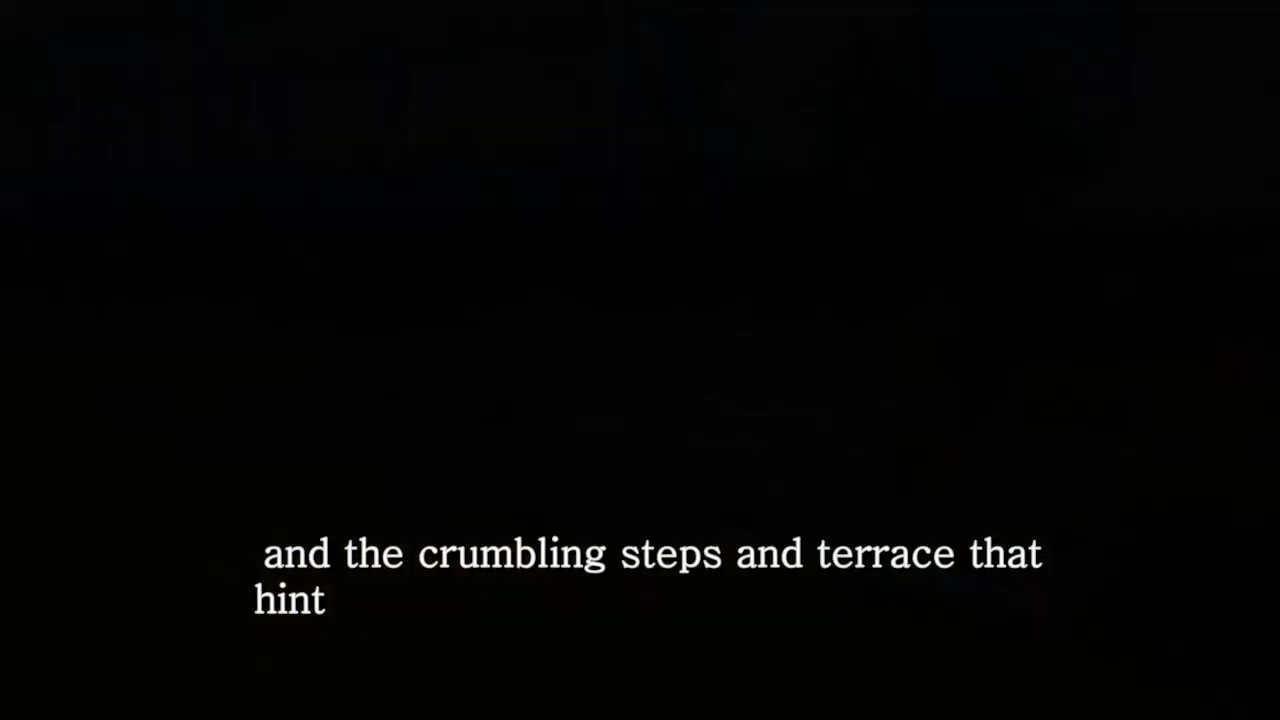 and the crumbling steps and terrace that
hint